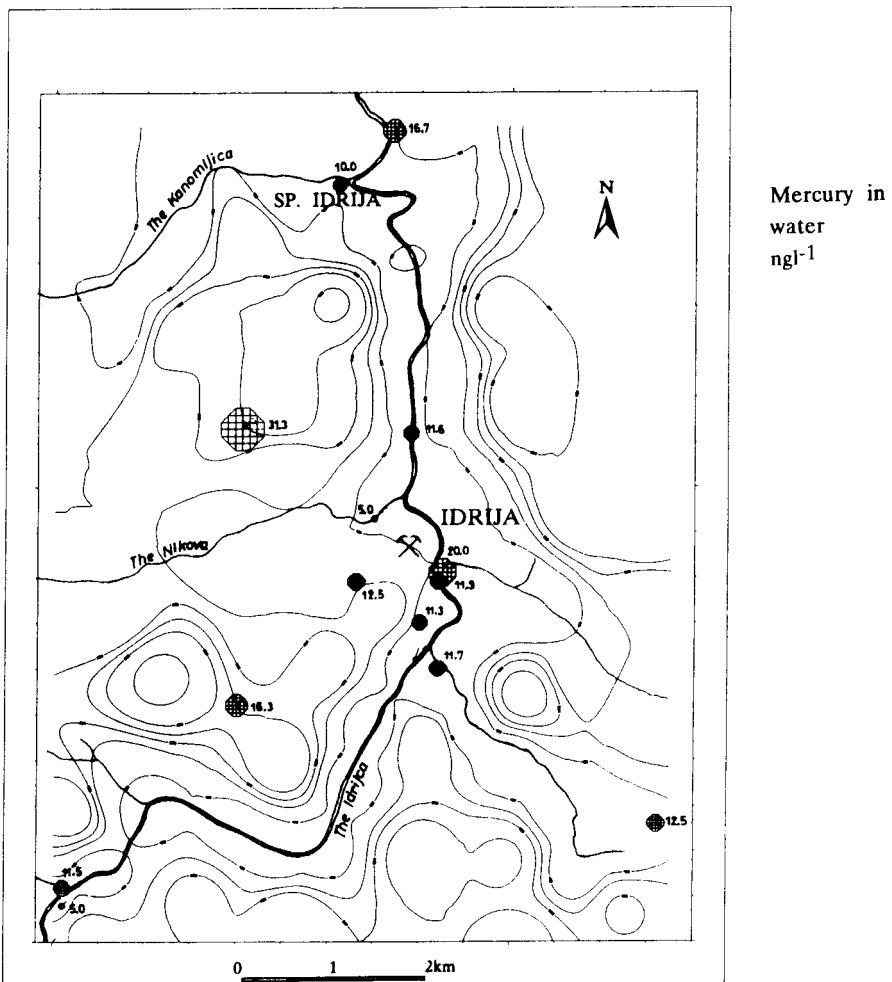 16.7
10.0
The Kanomljica
SP. IDRIJA
N
Mercury in
water
ngl-1
31.3
11.6
5.0
IDRIJA
The Nikova
20.0
11.9
12.5
11.3
11.7
16.3
The Idrijca
12.5
11.5
5.0
0 1 2km